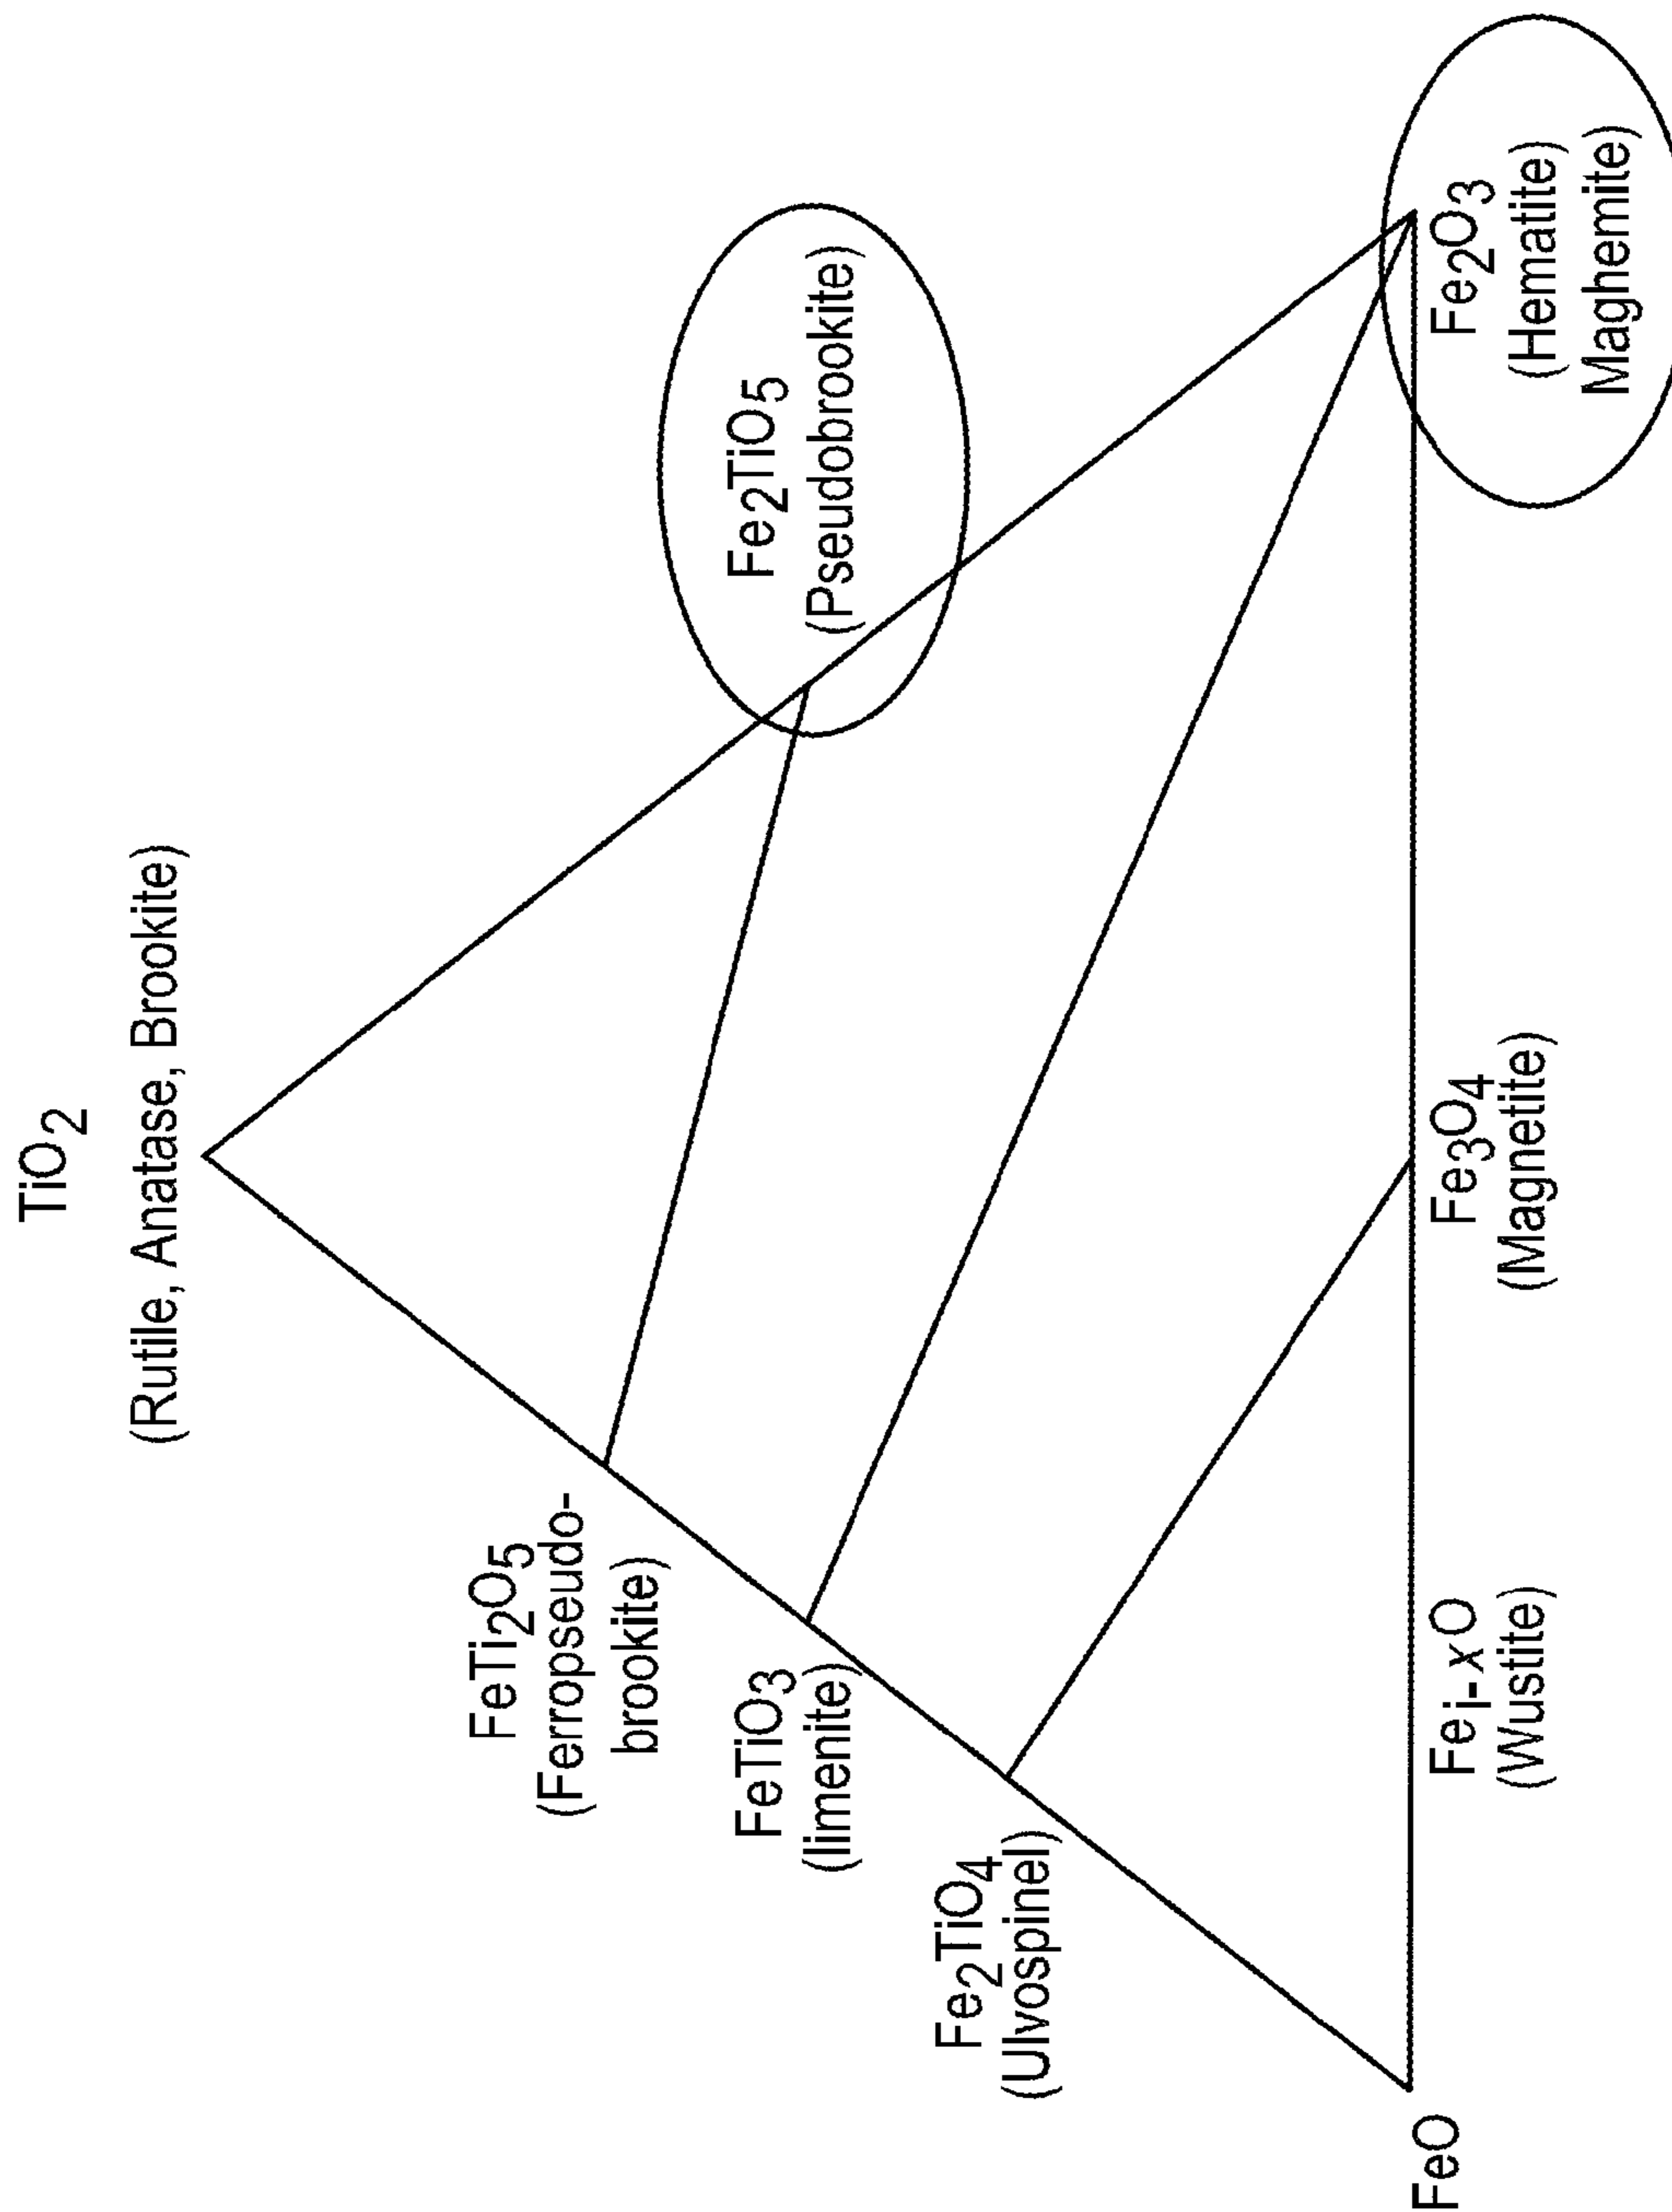 TiO₂
(Rutile, Anatase, Brookite)
FeTi₂O₅
(Ferropseudo-
brookite)
Fe₂TiO₅
(Pseudobrookite)
FeTiO₃
(limenite)
Fe₂TiO₄
(Ulvospinel)
FeO
Feᵢ₋ₓO
(Wustite)
Fe₃O₄
(Magnetite)
Fe₂O₃
(Hematite)
Maghemite)